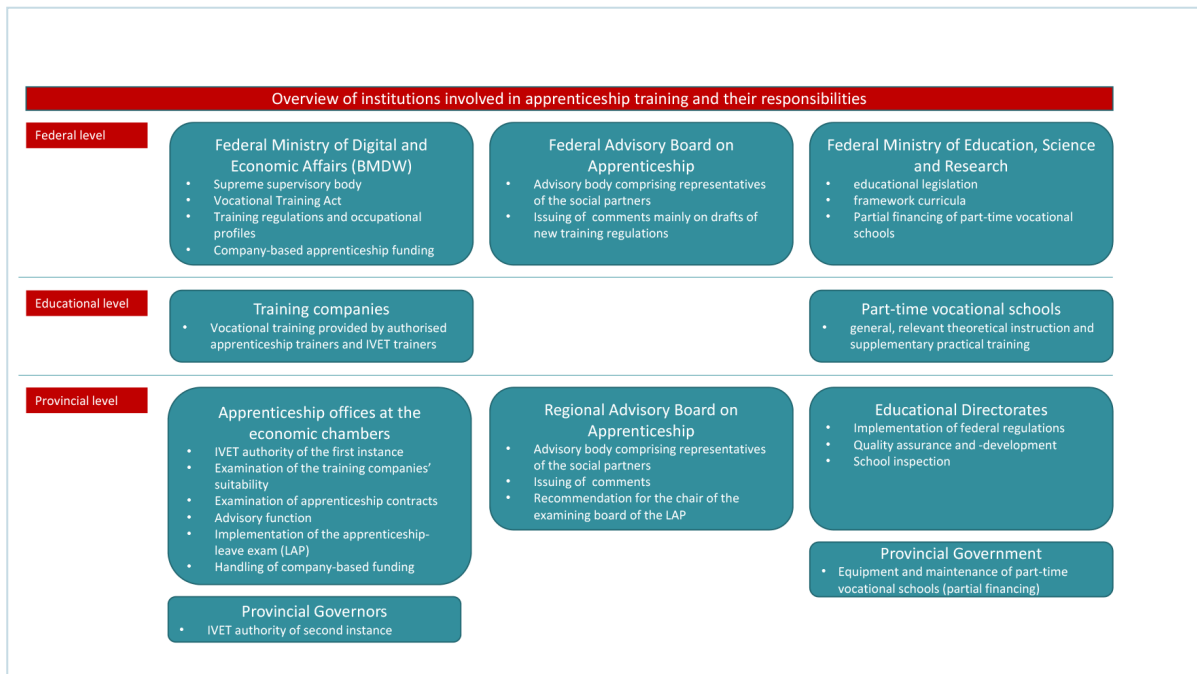 Overview of institutions involved in apprenticeship training and their responsibilities
Federal level
Federal Ministry of Digital and
Economic Affairs (BMDW)
• Supreme supervisory body
• Vocational Training Act
• Training regulations and occupational
profiles
• Company-based apprenticeship funding
Federal Advisory Board on
Apprenticeship
• Advisory body comprising representatives
of the social partners
• Issuing of comments mainly on drafts of
new training regulations
Federal Ministry of Education, Science
and Research
• educational legislation
• framework curricula
• Partial financing of part-time vocational
schools
Educational level
Training companies
• Vocational training provided by authorised
apprenticeship trainers and IVET trainers
Part-time vocational schools
• general, relevant theoretical instruction and
supplementary practical training
Provincial level
Apprenticeship offices at the
economic chambers
• IVET authority of the first instance
• Examination of the training companies’
suitability
• Examination of apprenticeship contracts
• Advisory function
• Implementation of the apprenticeship-
leave exam (LAP)
• Handling of company-based funding
Provincial Governors
• IVET authority of second instance
Regional Advisory Board on
Apprenticeship
• Advisory body comprising representatives
of the social partners
• Issuing of comments
• Recommendation for the chair of the
examining board of the LAP
Educational Directorates
• Implementation of federal regulations
• Quality assurance and -development
• School inspection
Provincial Government
• Equipment and maintenance of part-time
vocational schools (partial financing)